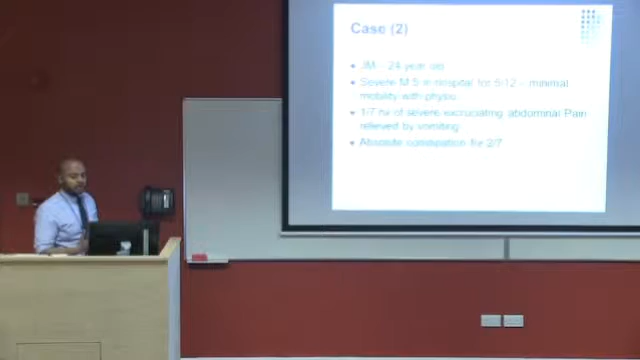 Case (2)
JM – 24 year old
Severe M S in hospital for 5/12 – minimal
mobility with physio
1/7 hx of severe excruciating abdominal Pain
relieved by vomiting
Absolute constipation for 2/7